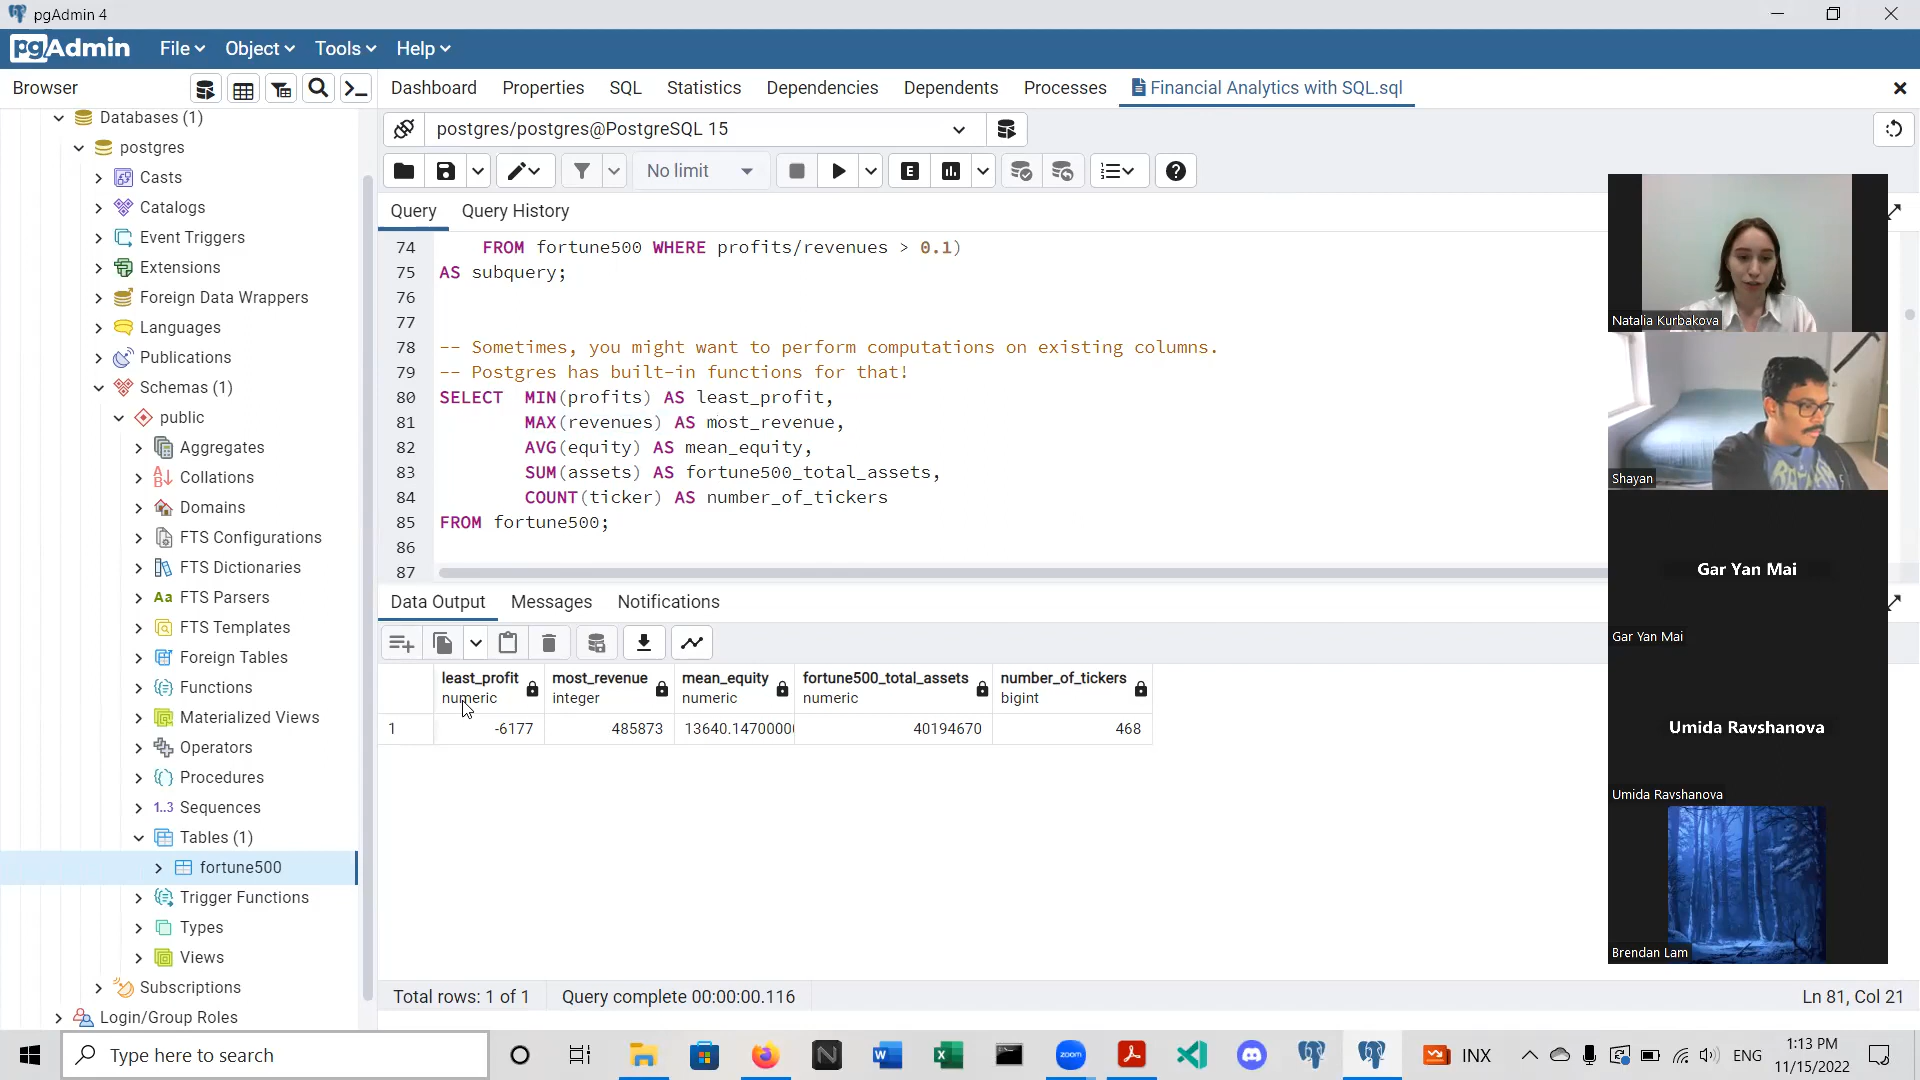 pgAdmin 4
pgAdmin
File
Object
Tools
Help
Browser
Dashboard
Properties
SQL
Statistics
Dependencies
Dependents
Processes
Financial Analytics with SQL.sql
Databases (1)
postgres
Casts
Catalogs
Event Triggers
Extensions
Foreign Data Wrappers
Languages
Publications
Schemas (1)
public
Aggregates
Collations
Domains
FTS Configurations
FTS Dictionaries
Aa FTS Parsers
FTS Templates
Foreign Tables
Functions
Materialized Views
Operators
Procedures
1..3 Sequences
Tables (1)
fortune500
Trigger Functions
Types
Views
Subscriptions
Login/Group Roles
postgres/postgres@PostgreSQL 15
No limit
E
Query
Query History
74 FROM fortune500 WHERE profits/revenues > 0.1)
75 AS subquery;
76
77
78 -- Sometimes, you might want to perform computations on existing columns.
79 -- Postgres has built-in functions for that!
80 SELECT MIN(profits) AS least_profit,
81 MAX(revenues) AS most_revenue,
82 AVG(equity) AS mean_equity,
83 SUM(assets) AS fortune500_total_assets,
84 COUNT(ticker) AS number_of_tickers
85 FROM fortune500;
86
87
Data Output
Messages
Notifications
least_profit numeric
most_revenue integer
mean_equity numeric
fortune500_total_assets numeric
number_of_tickers bigint
1 -6177 485873 13640.1470000( 40194670 468
Total rows: 1 of 1
Query complete 00:00:00.116
Ln 81, Col 21
Natalia Kurbakova
Shayan
Gar Yan Mai
Gar Yan Mai
Umida Ravshanova
Umida Ravshanova
Brendan Lam
Type here to search
zoom
INX
ENG
1:13 PM
11/15/2022